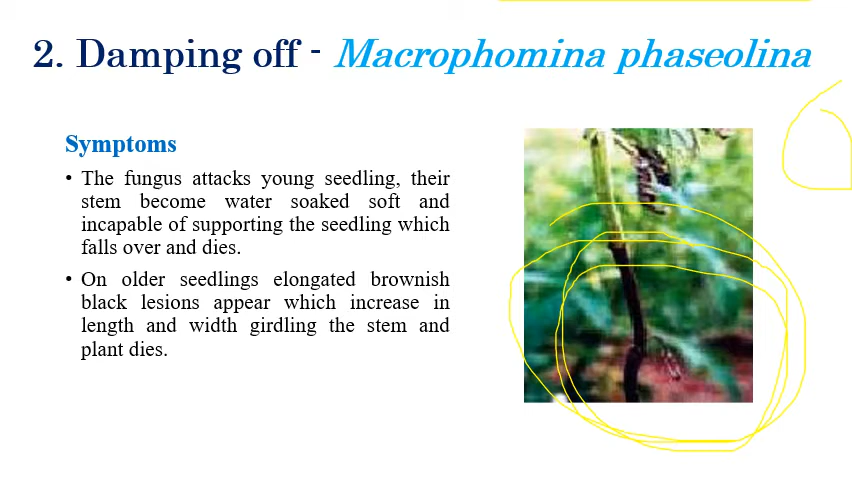 2. Damping off - Macrophomina phaseolina
Symptoms
• The fungus attacks young seedling, their
stem become water soaked soft and
incapable of supporting the seedling which
falls over and dies.
• On older seedlings elongated brownish
black lesions appear which increase in
length and width girdling the stem and
plant dies.